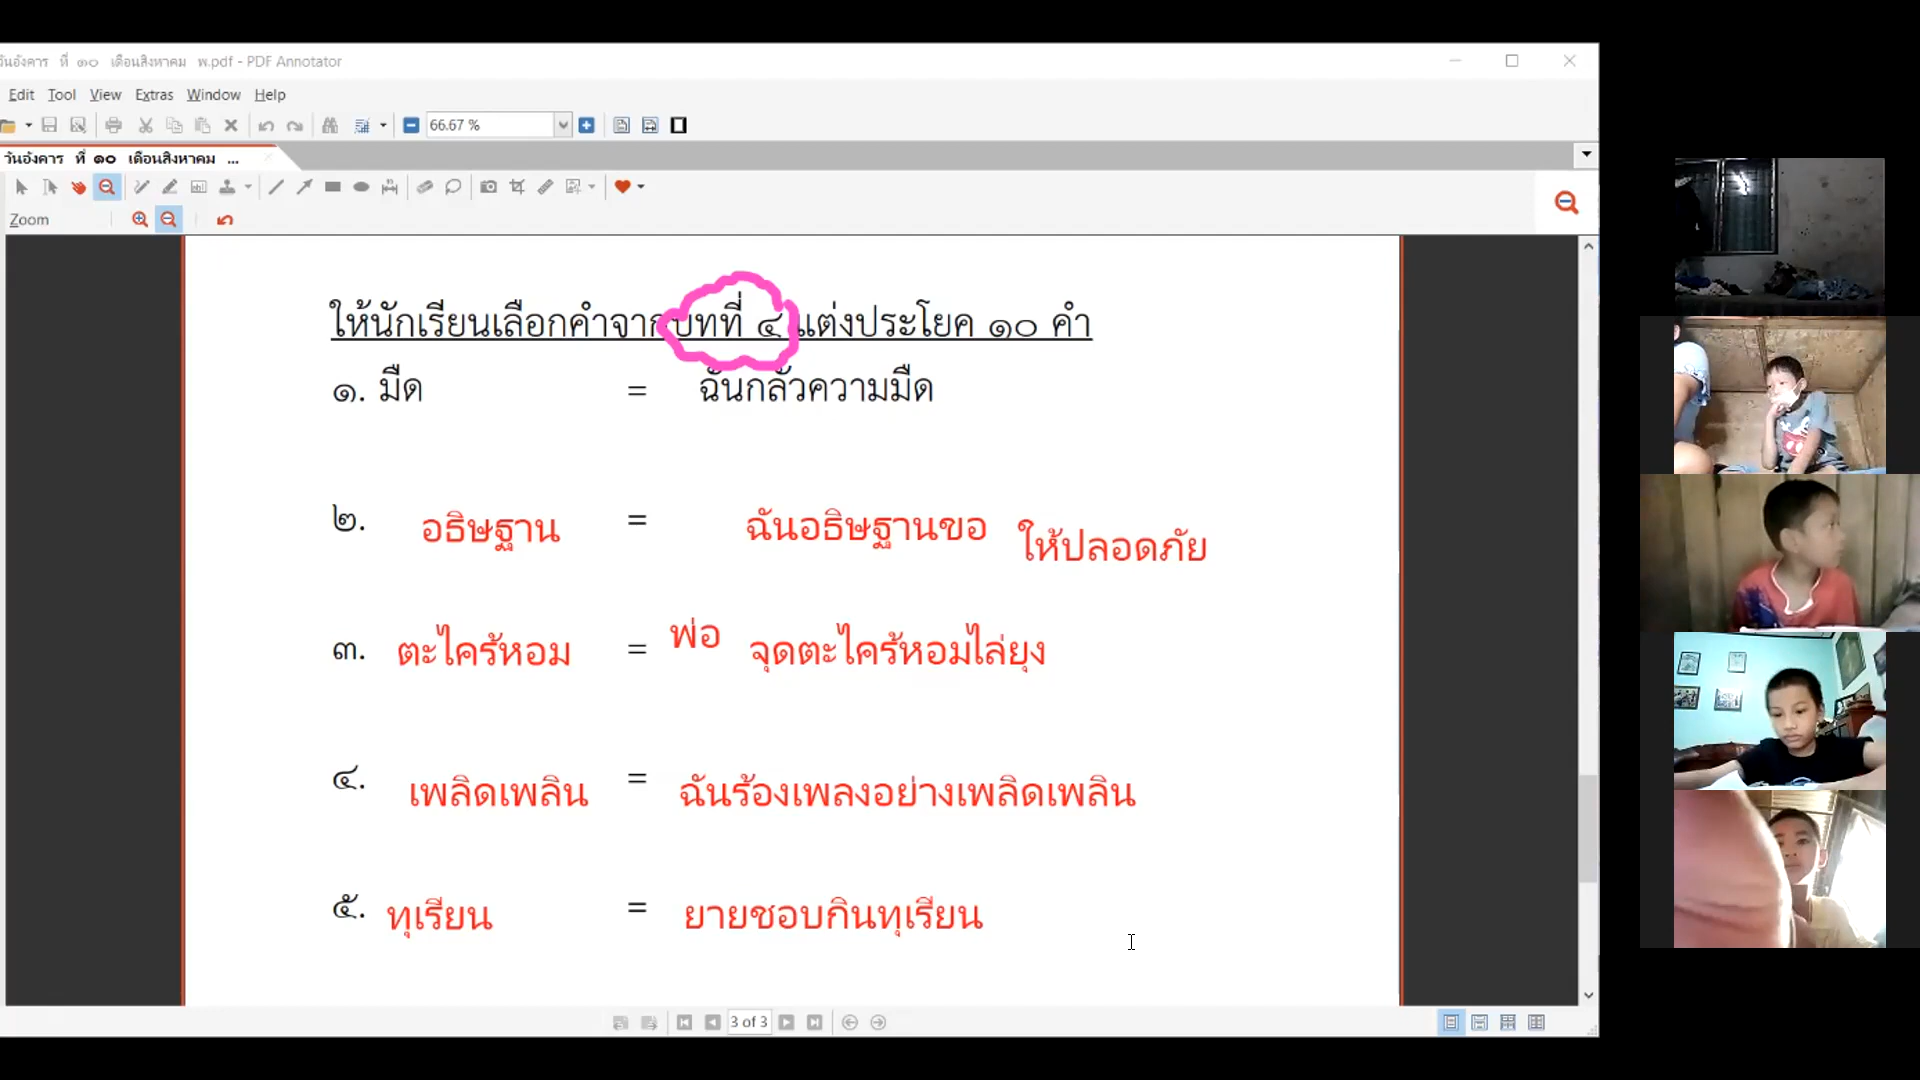 วันอังคาร ที่ ๑๐ เดือนสิงหาคม พ.pdf - PDF Annotator
Edit Tool View Extras Window Help
66.67 %
วันอังคาร ที่ ๑๐ เดือนสิงหาคม ...
Zoom
ให้นักเรียนเลือกคำจากบทที่ ๔ แต่งประโยค ๑๐ คำ
๑. มืด = ฉันกลัวความมืด
๒. อธิษฐาน = ฉันอธิษฐานขอ ให้ปลอดภัย
๓. ตะไคร้หอม = พ่อ จุดตะไคร้หอมไล่ยุง
๔. เพลิดเพลิน = ฉันร้องเพลงอย่างเพลิดเพลิน
๕. ทุเรียน = ยายชอบกินทุเรียน
3 of 3